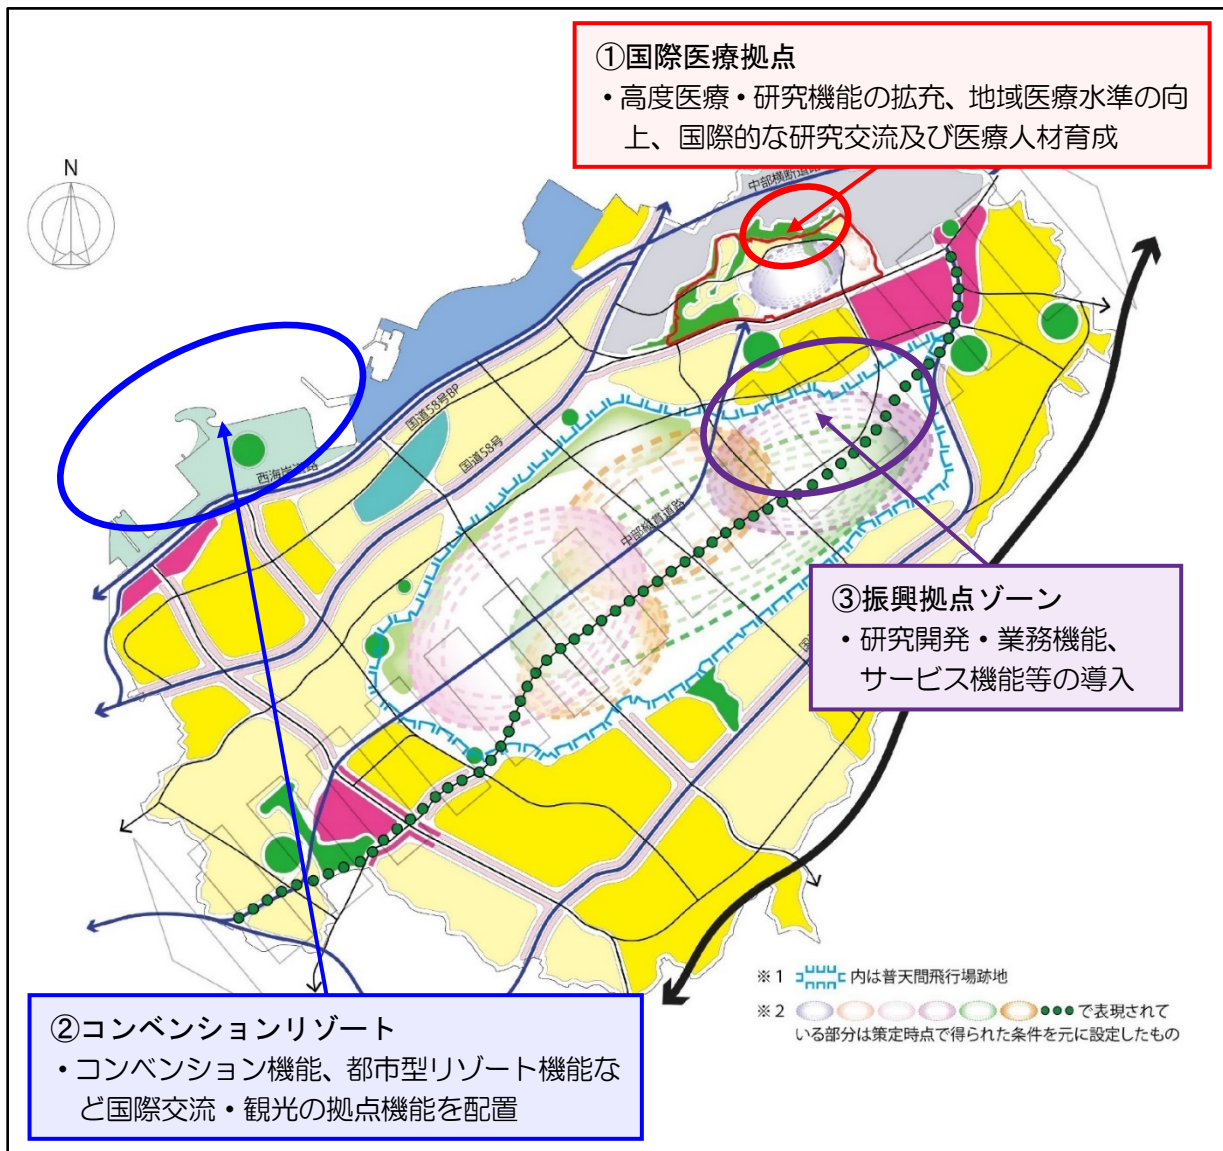 ①国際医療拠点
・高度医療・研究機能の拡充、地域医療水準の向
上、国際的な研究交流及び医療人材育成
N
中部横断道路
国道58号BP
国道58号
西海岸道路
中部縦貫道路
③振興拠点ゾーン
・研究開発・業務機能、
サービス機能等の導入
国道
②コンベンションリゾート
・コンベンション機能、都市型リゾート機能な
ど国際交流・観光の拠点機能を配置
※1 内は普天間飛行場跡地
※2 で表現されて
いる部分は策定時点で得られた条件を元に設定したもの